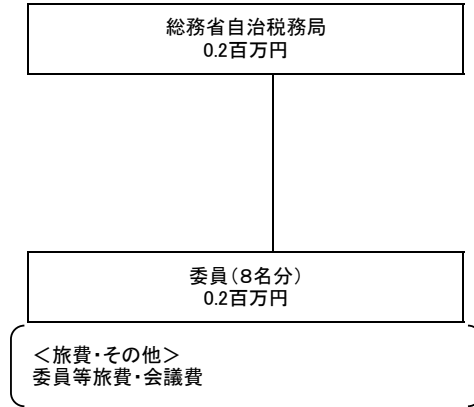 総務省自治税務局
0.2百万円
委員（８名分）
0.2百万円
＜旅費・その他＞
委員等旅費・会議費